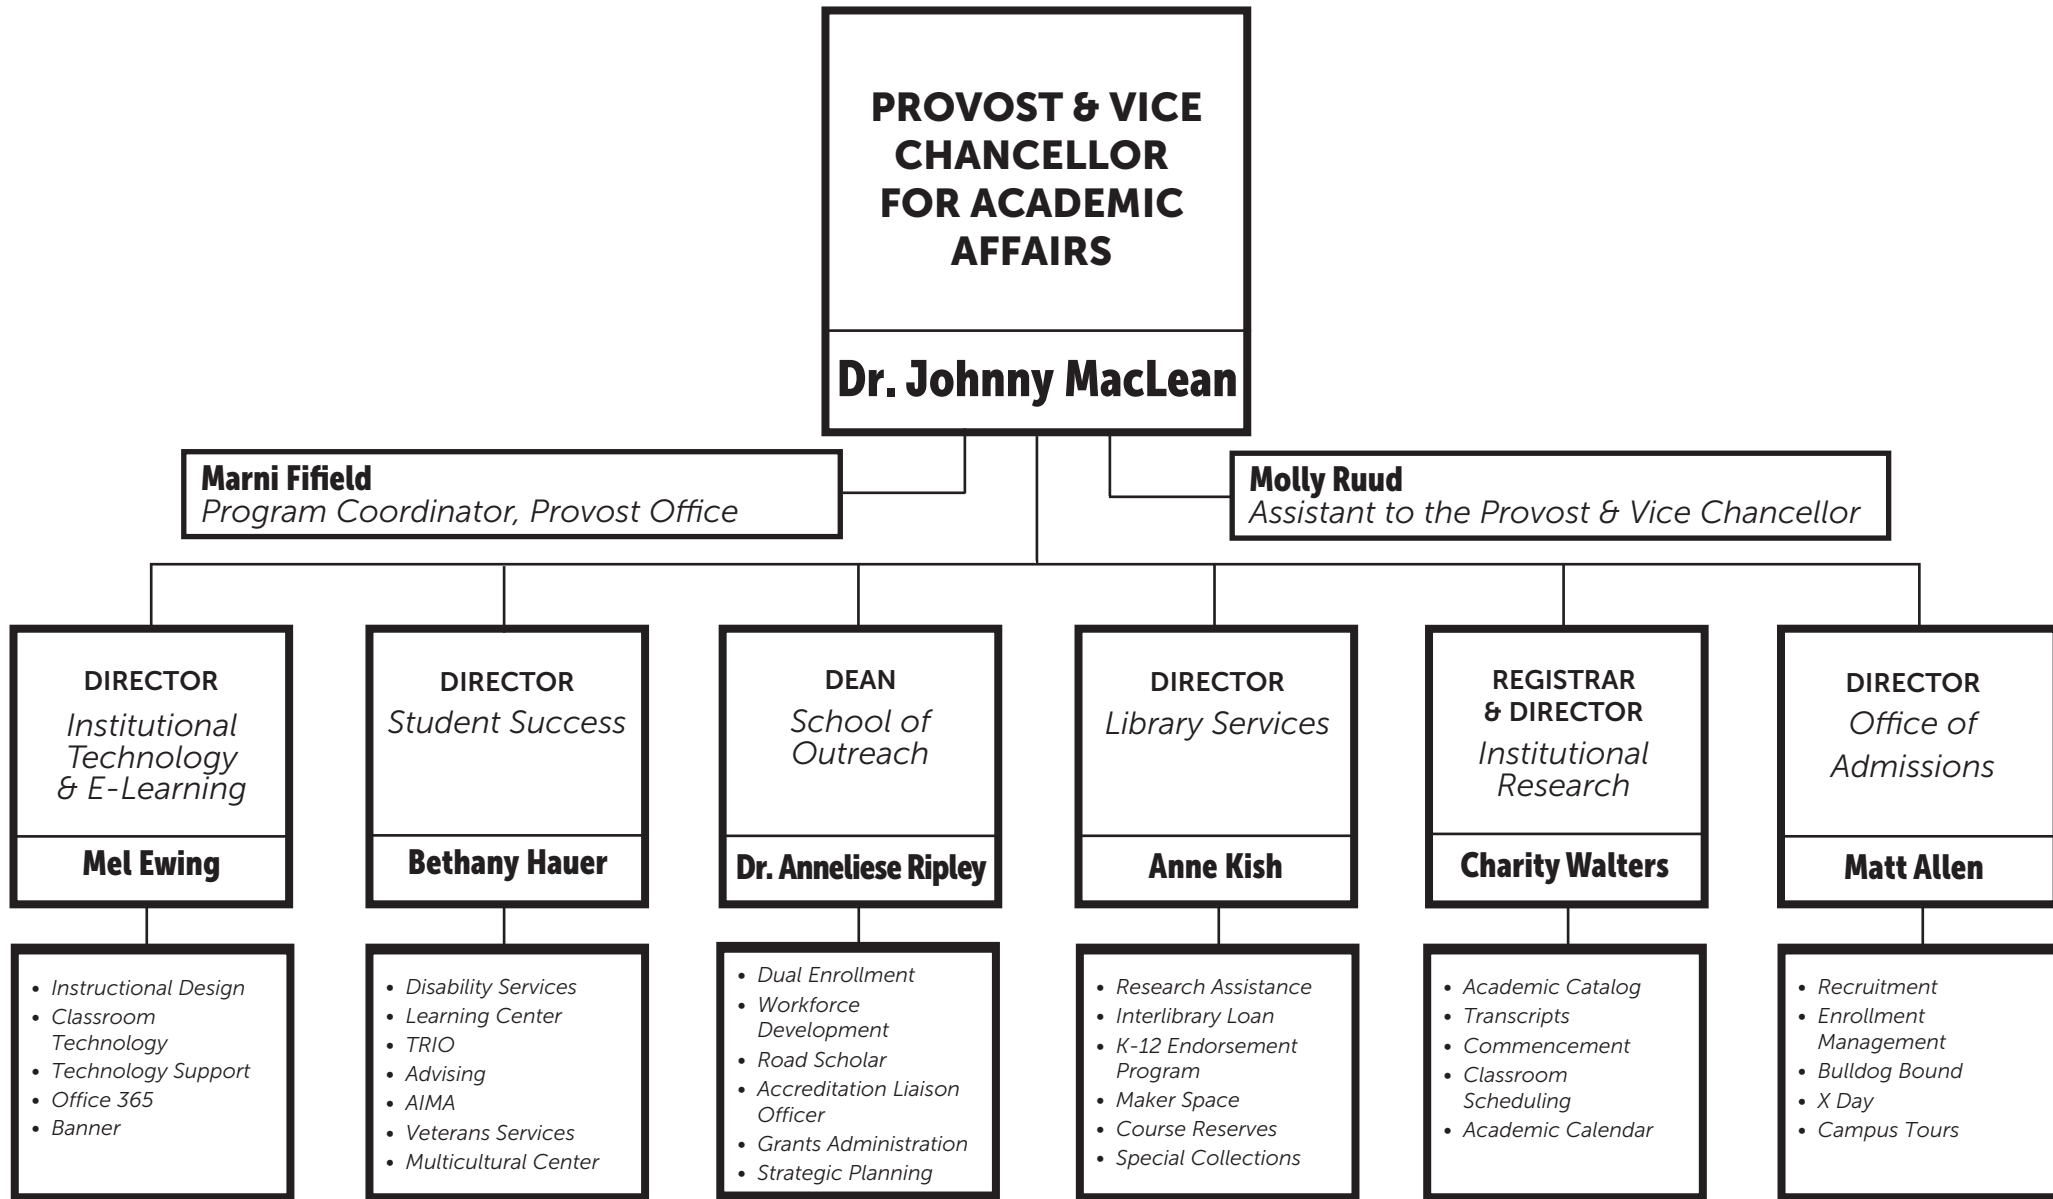 PROVOST & VICE
CHANCELLOR
FOR ACADEMIC
AFFAIRS
Dr. Johnny MacLean
Marni Fifield
Program Coordinator, Provost Office
Molly Ruud
Assistant to the Provost & Vice Chancellor
DIRECTOR
Institutional
Technology
& E-Learning
Mel Ewing
• Instructional Design
• Classroom
Technology
• Technology Support
• Office 365
• Banner
DIRECTOR
Student Success
Bethany Hauer
• Disability Services
• Learning Center
• TRIO
• Advising
• AIMA
• Veterans Services
• Multicultural Center
DEAN
School of
Outreach
Dr. Anneliese Ripley
• Dual Enrollment
• Workforce
Development
• Road Scholar
• Accreditation Liaison
Officer
• Grants Administration
• Strategic Planning
DIRECTOR
Library Services
Anne Kish
• Research Assistance
• Interlibrary Loan
• K-12 Endorsement
Program
• Maker Space
• Course Reserves
• Special Collections
REGISTRAR
& DIRECTOR
Institutional
Research
Charity Walters
• Academic Catalog
• Transcripts
• Commencement
• Classroom
Scheduling
• Academic Calendar
DIRECTOR
Office of
Admissions
Matt Allen
• Recruitment
• Enrollment
Management
• Bulldog Bound
• X Day
• Campus Tours